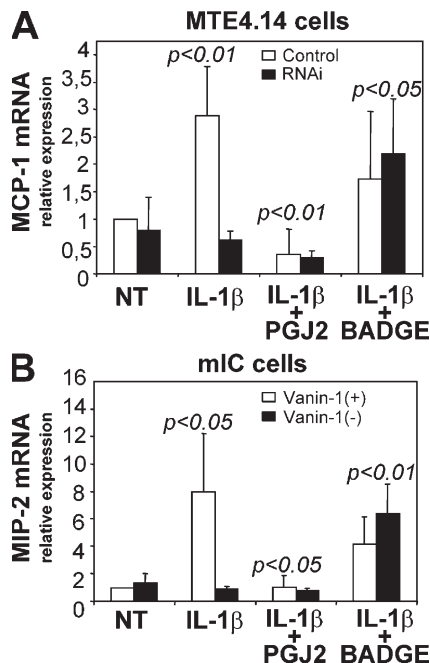 A
MTE4.14 cells
MCP-1 mRNA
relative expression
4,
3,5
3
2,5
2
1,5
1
0,5
0
p<0.01
Control
RNAi
p<0.05
p<0.01
NT
IL-1β
IL-1β
+
PGJ2
IL-1β
+
BADGE
B
mIC cells
MIP-2 mRNA
relative expression
16
14
12
10
8
6
4
2
0
Vanin-1(+)
Vanin-1(-)
p<0.05
p<0.01
p<0.05
NT
IL-1β
IL-1β
+
PGJ2
IL-1β
+
BADGE